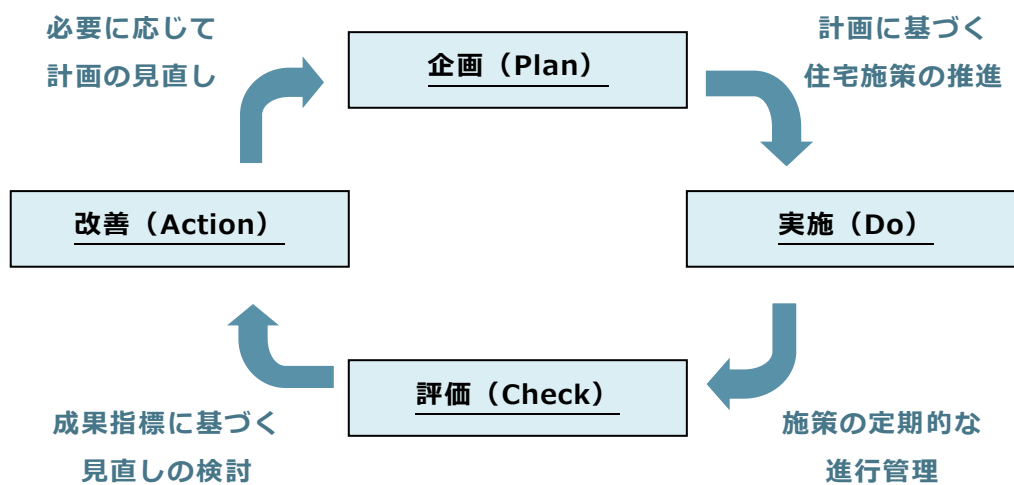 必要に応じて
計画の見直し
企画（Plan）
計画に基づく
住宅施策の推進
改善（Action）
実施（Do）
評価（Check）
成果指標に基づく
見直しの検討
施策の定期的な
進行管理